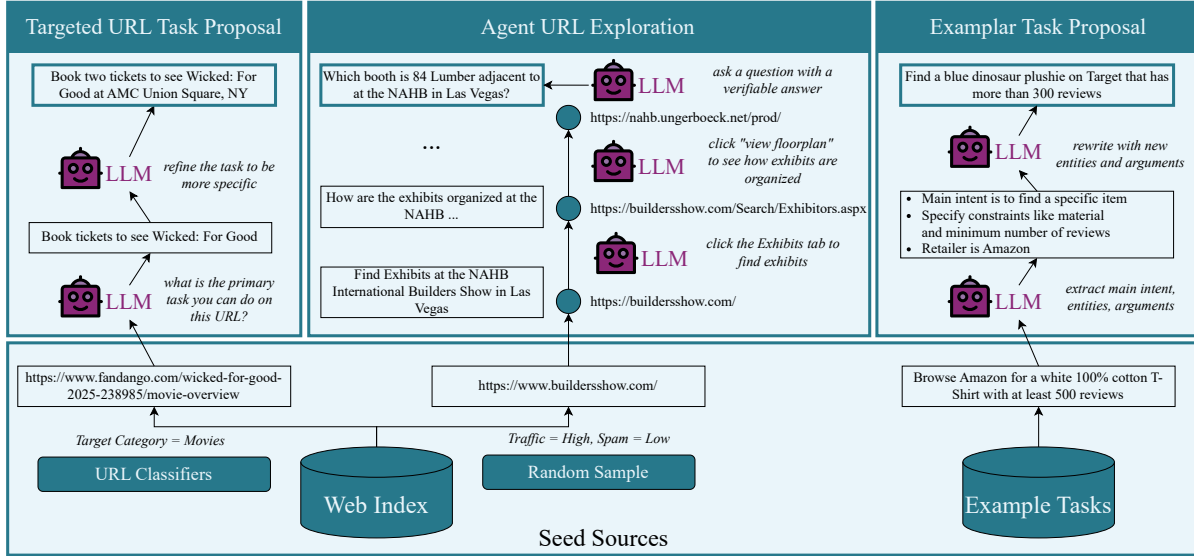 Targeted URL Task Proposal
Book two tickets to see Wicked: For
Good at AMC Union Square, NY
LLM
refine the task to be
more specific
Book tickets to see Wicked: For Good
LLM
what is the primary
task you can do on
this URL?
Agent URL Exploration
Which booth is 84 Lumber adjacent to
at the NAHB in Las Vegas?
LLM
ask a question with a
verifiable answer
https://nahb.ungerboeck.net/prod/
...
LLM
click "view floorplan"
to see how exhibits are
organized
How are the exhibits organized at the
NAHB ...
https://buildersshow.com/Search/Exhibitors.aspx
LLM
click the Exhibits tab to
find exhibits
Find Exhibits at the NAHB
International Builders Show in Las
Vegas
https://buildersshow.com/
Examplar Task Proposal
Find a blue dinosaur plushie on Target that has
more than 300 reviews
LLM
rewrite with new
entities and arguments
• Main intent is to find a specific item
• Specify constraints like material
and minimum number of reviews
• Retailer is Amazon
LLM
extract main intent,
entities, arguments
https://www.fandango.com/wicked-for-good-
2025-238985/movie-overview
https://www.buildersshow.com/
Browse Amazon for a white 100% cotton T-
Shirt with at least 500 reviews
Target Category = Movies
Traffic = High, Spam = Low
URL Classifiers
Random Sample
Web Index
Example Tasks
Seed Sources